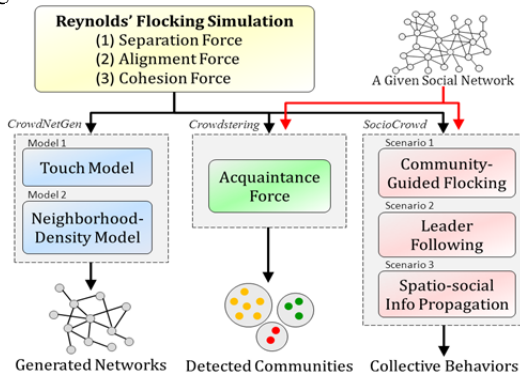 Reynolds' Flocking Simulation
(1) Separation Force
(2) Alignment Force
(3) Cohesion Force
A Given Social Network
CrowdNetGen
Crowdstering
SocioCrowd
Model 1
Touch Model
Model 2
Neighborhood-
Density Model
Acquaintance
Force
Scenario 1
Community-
Guided Flocking
Scenario 2
Leader
Following
Scenario 3
Spatio-social
Info Propagation
Generated Networks
Detected Communities
Collective Behaviors